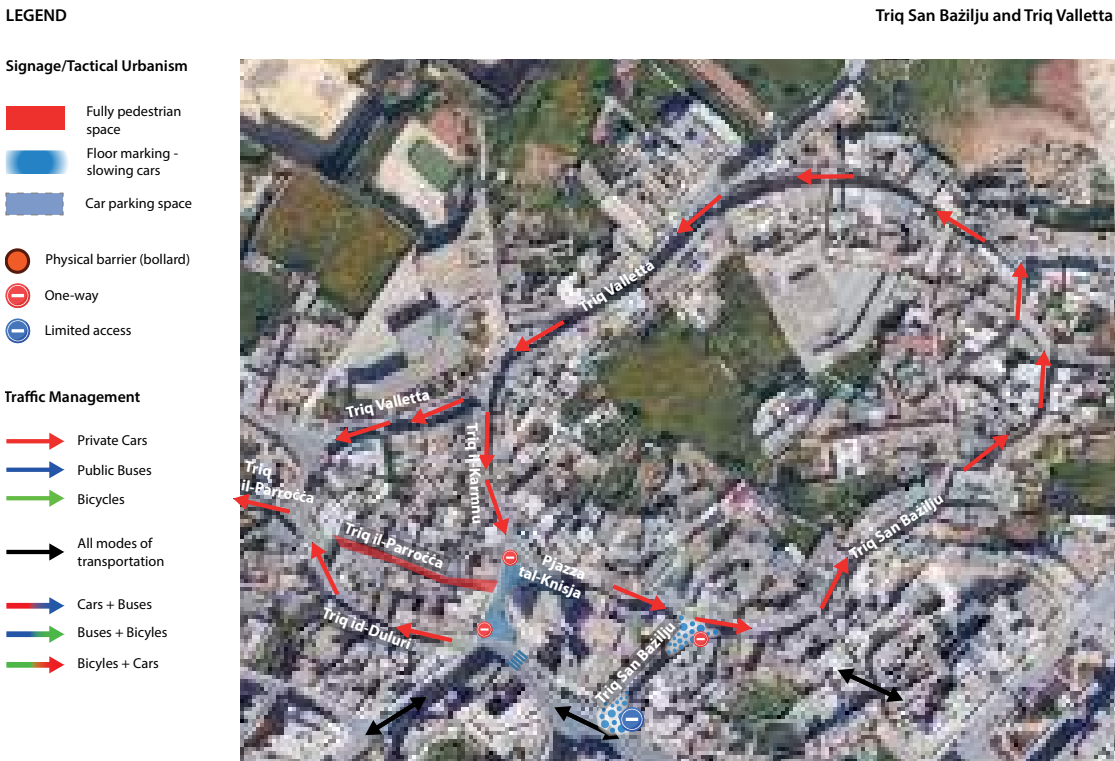 LEGEND
Triq San Bażilju and Triq Valletta
Signage/Tactical Urbanism
Fully pedestrian
space
Floor marking -
slowing cars
Car parking space
Physical barrier (bollard)
One-way
Limited access
Traffic Management
Private Cars
Public Buses
Bicycles
All modes of
transportation
Cars + Buses
Buses + Bicyles
Bicyles + Cars
Triq Valletta
Triq Valletta
Triq il-Karmnu
Triq
il-Parroċċa
Triq il-Parroċċa
Pjazza
tal-Knisja
Triq San Bażilju
Triq id-Duluri
Triq San Bażilju